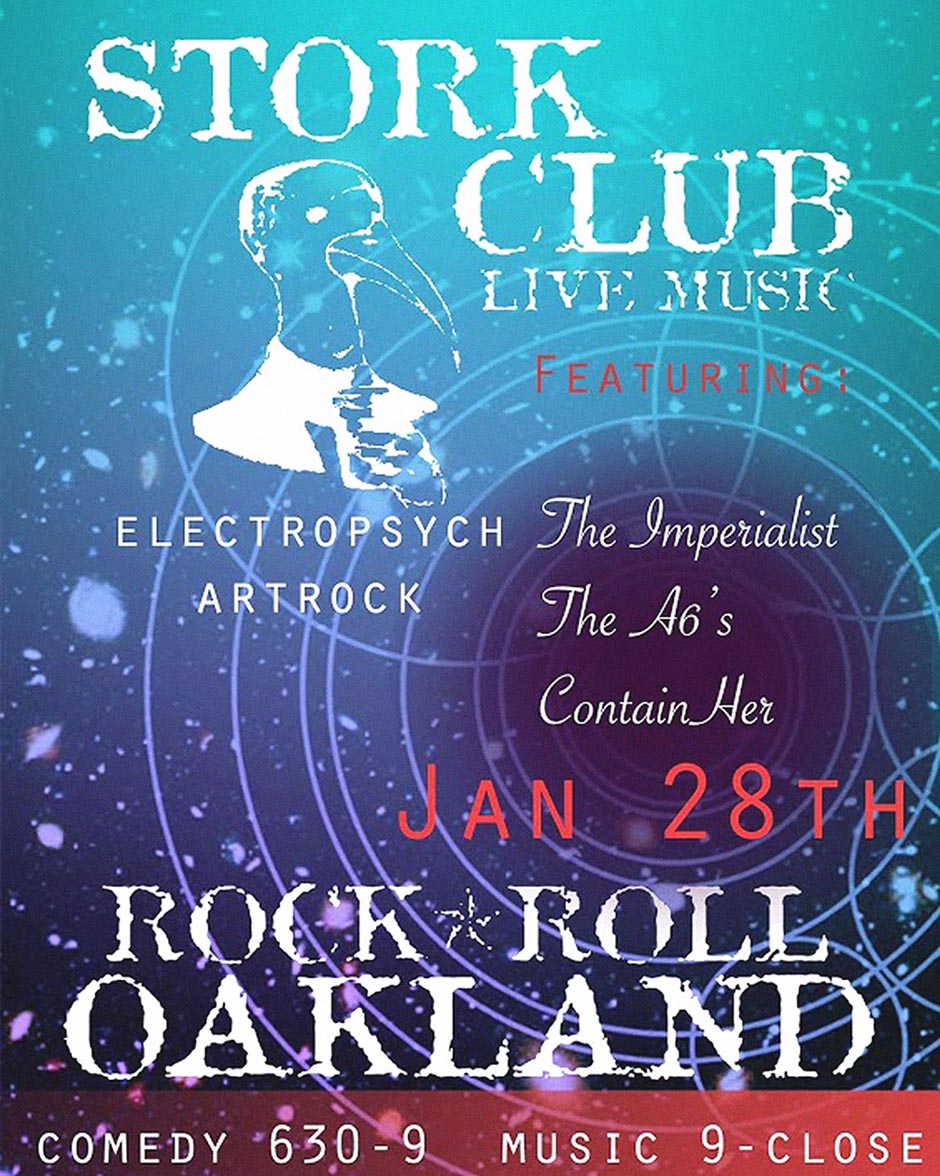 STORK
CLUB
LIVE MUSIC
FEATURING:
ELECTROPSYCH
ARTROCK
The Imperialist
The A6's
ContainHer
JAN 28TH
ROCK ☆ ROLL
OAKLAND
COMEDY 630-9 MUSIC 9-CLOSE